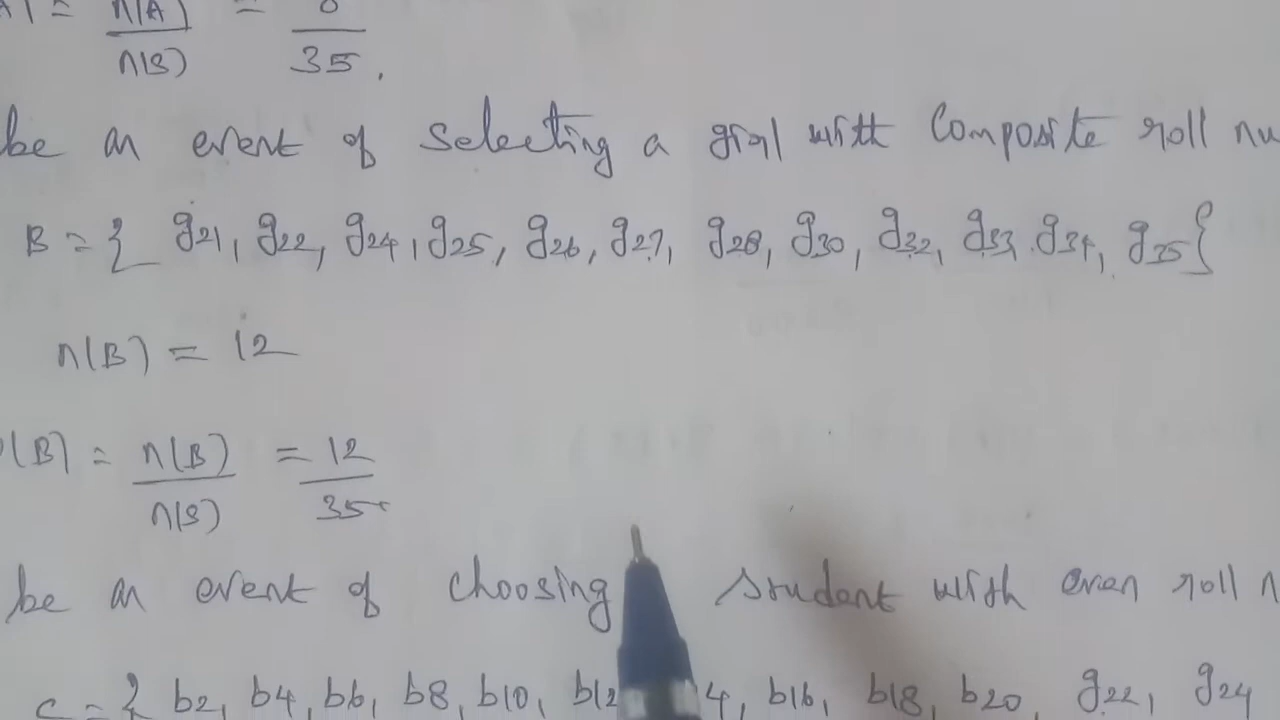 = n(A) / n(S) = 8 / 35.
be an event of selecting a girl with Composite roll nu
B = { g21, g22, g24, g25, g26, g27, g28, g30, g32, g33, g34, g35 }
n(B) = 12
(B) = n(B) / n(S) = 12 / 35
be an event of choosing student with even roll n
C = { b2, b4, b6, b8, b10, b12 4, b16, b18, b20, g22, g24